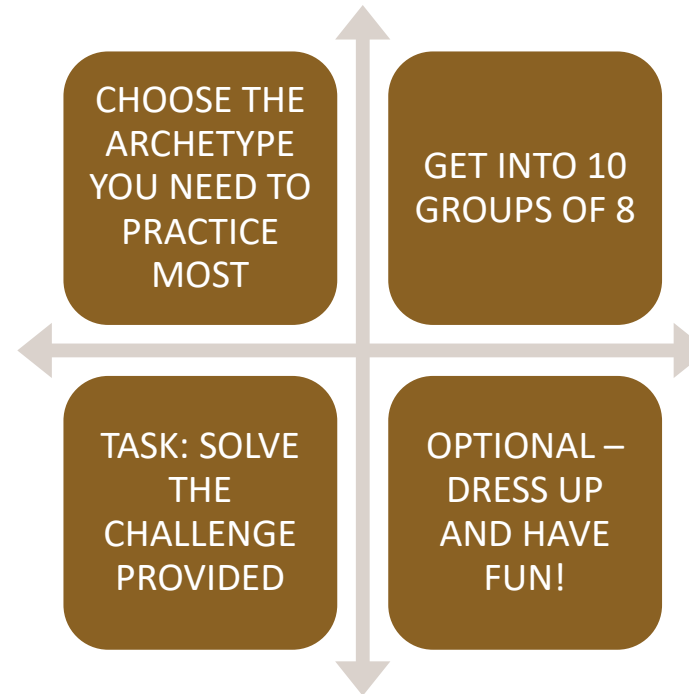 CHOOSE THE
ARCHETYPE
YOU NEED TO
PRACTICE
MOST
GET INTO 10
GROUPS OF 8
TASK: SOLVE
THE
CHALLENGE
PROVIDED
OPTIONAL –
DRESS UP
AND HAVE
FUN!